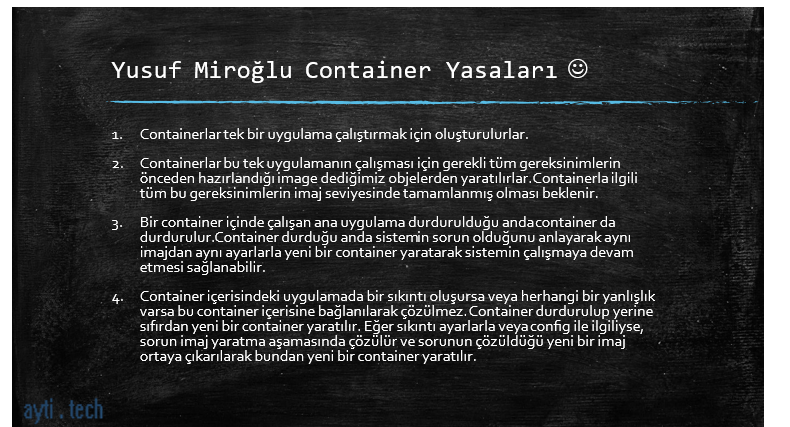 Yusuf Miroğlu Container Yasaları ☺
1. Containerlar tek bir uygulama çalıştırmak için oluşturulurlar.
2. Containerlar bu tek uygulamanın çalışması için gerekli tüm gereksinimlerin
önceden hazırlandığı image dediğimiz objelerden yaratılırlar.Containerla ilgili
tüm bu gereksinimlerin imaj seviyesinde tamamlanmış olması beklenir.
3. Bir container içinde çalışan ana uygulama durdurulduğu anda container da
durdurulur.Container durduğu anda sistemin sorun olduğunu anlayarak aynı
imajdan aynı ayarlarla yeni bir container yaratarak sistemin çalışmaya devam
etmesi sağlanabilir.
4. Container içerisindeki uygulamada bir sıkıntı oluşursa veya herhangi bir yanlışlık
varsa bu container içerisine bağlanılarak çözülmez. Container durdurulup yerine
sıfırdan yeni bir container yaratılır. Eğer sıkıntı ayarlarla veya config ile ilgiliyse,
sorun imaj yaratma aşamasında çözülür ve sorunun çözüldüğü yeni bir imaj
ortaya çıkarılarak bundan yeni bir container yaratılır.
ayti . tech